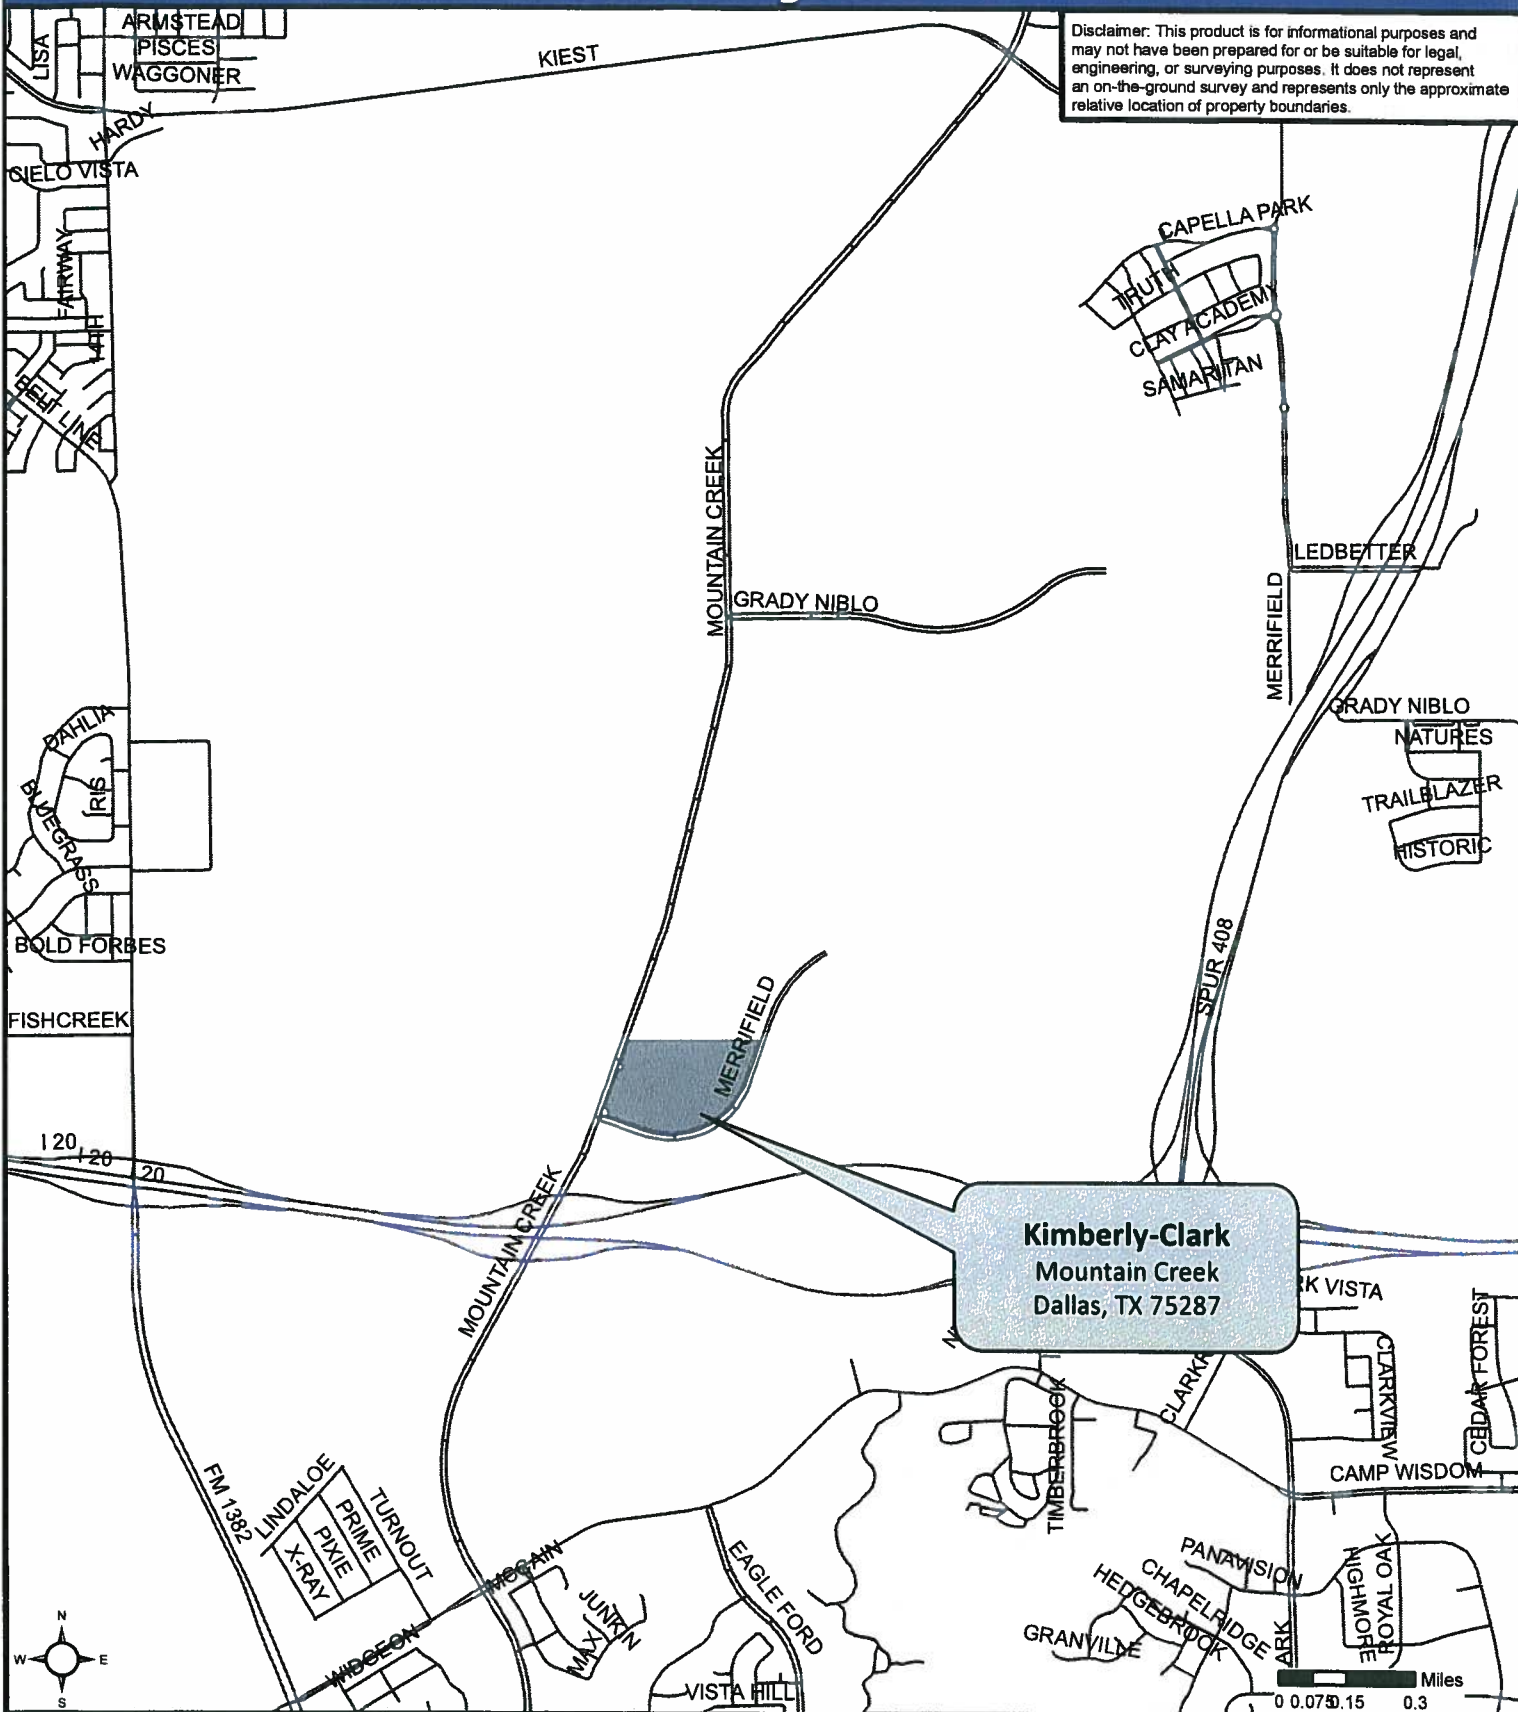 Disclaimer: This product is for informational purposes and
may not have been prepared for or be suitable for legal,
engineering, or surveying purposes. It does not represent
an on-the-ground survey and represents only the approximate
relative location of property boundaries.
ARMSTEAD
LISA
PISCES
WAGGONER
KIEST
HARDY
CIELO VISTA
CAPELLA PARK
FAIRWAY
TRUTH
14TH
CLAY ACADEMY
SAMARITAN
BELT LINE
MOUNTAIN CREEK
LEDBETTER
GRADY NIBLO
MERRIFIELD
GRADY NIBLO
DAHLIA
NATURES
IRIS
BLUEGRASS
TRAILBLAZER
HISTORIC
BOLD FORBES
SPUR 408
FISHCREEK
MERRIFIELD
I 20
I 20
20
MOUNTAIN CREEK
Kimberly-Clark
Mountain Creek
Dallas, TX 75287
RK VISTA
CLARKVIEW
CEDAR FOREST
TIMBERBROOK
CAMP WISDOM
FM 1382
LINDALOE
TURNOUT
PRIME
PIXIE
X-RAY
MCCAIN
EAGLE FORD
JUNKIN
MAX
PANAVISION
CHAPELRIDGE
HEDGEBROOK
GRANVILLE
HIGHMORE
ROYAL OAK
ARK
WIDGEON
VISTA HILL
N
W E
S
Miles
0 0.075 0.15 0.3